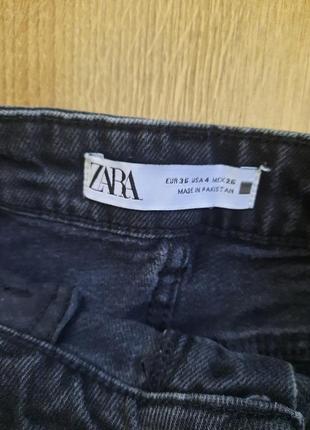 ZARA
EUR 36 USA 4 MEX 26
MADE IN PAKISTAN